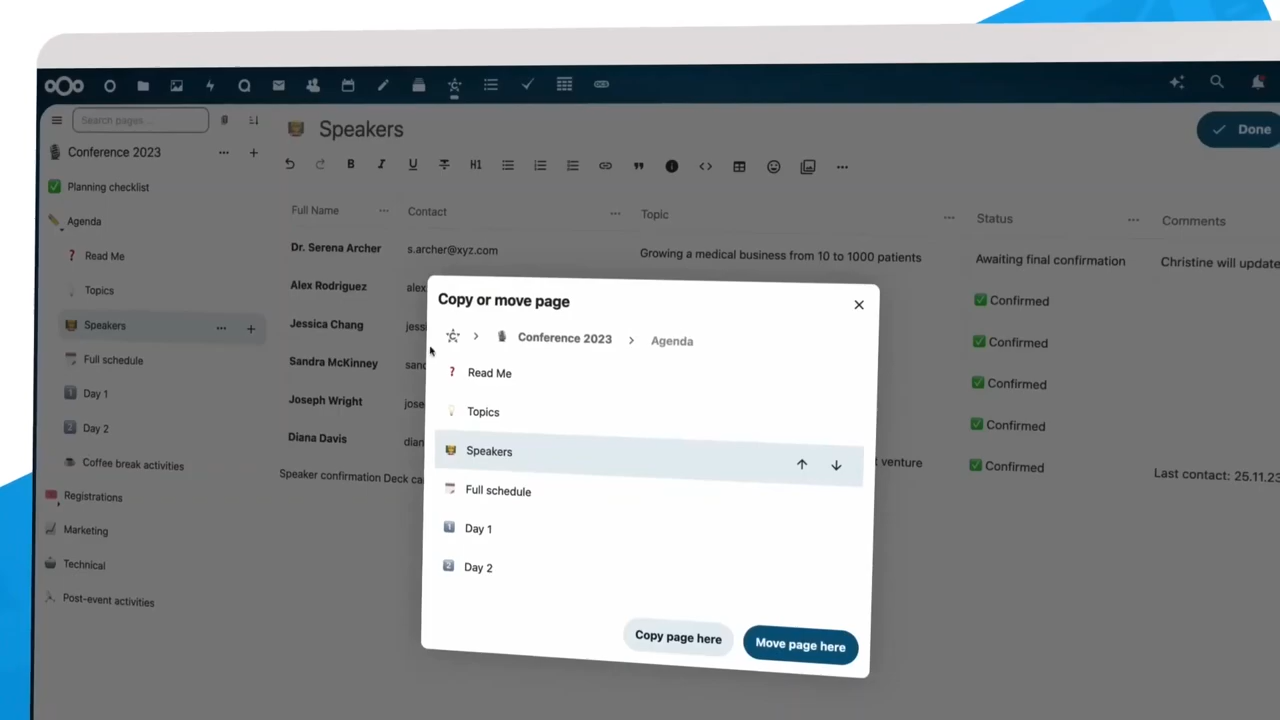 Search pages ...
Speakers
Done
Conference 2023
B I U H1
Planning checklist
Full Name
Contact
Topic
Status
Comments
Agenda
Dr. Serena Archer
s.archer@xyz.com
Growing a medical business from 10 to 1000 patients
Awaiting final confirmation
Christine will update
Read Me
Alex Rodriguez
alex
Confirmed
Topics
Jessica Chang
jess
Confirmed
Speakers
Sandra McKinney
sand
Confirmed
Full schedule
Joseph Wright
jose
Confirmed
Day 1
Diana Davis
dian
t venture
Confirmed
Day 2
Speaker confirmation Deck ca
Last contact: 25.11.23
Coffee break activities
Registrations
Marketing
Technical
Post-event activities
Copy or move page
Conference 2023
Agenda
Read Me
Topics
Speakers
Full schedule
Day 1
Day 2
Copy page here
Move page here